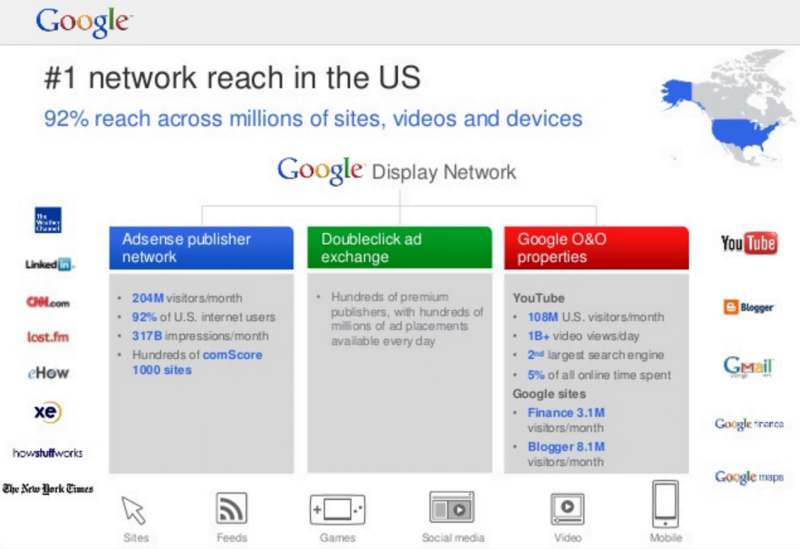 Google
#1 network reach in the US
92% reach across millions of sites, videos and devices
Google Display Network
The
Weather
Channel
LinkedIn
CNN.com
lost.fm
eHow
xe
howstuffworks
The New York Times
Adsense publisher
network
• 204M visitors/month
• 92% of U.S. internet users
• 317B impressions/month
• Hundreds of comScore
1000 sites
Doubleclick ad
exchange
• Hundreds of premium
publishers, with hundreds of
millions of ad placements
available every day
Google O&O
properties
YouTube
• 108M U.S. visitors/month
• 1B+ video views/day
• 2nd largest search engine
• 5% of all online time spent
Google sites
• Finance 3.1M
visitors/month
• Blogger 8.1M
visitors/month
YouTube
Blogger
Gmail
Google finance
Google maps
Sites
Feeds
Games
Social media
Video
Mobile